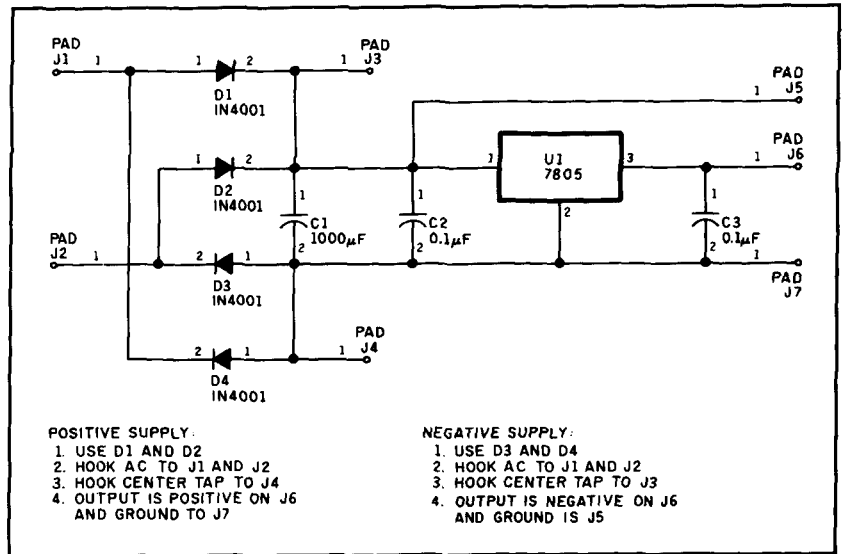 PAD
J1
1
1
2
1
PAD
J3
D1
IN4001
PAD
J5
1
1
2
D2
IN4001
1
U1
7805
3
1
PAD
J6
1
C1
1000µF
2
1
C2
0.1µF
2
2
1
C3
0.1µF
2
PAD
J2
1
2
1
D3
IN4001
1
PAD
J7
2
1
D4
IN4001
1
PAD
J4
POSITIVE SUPPLY:
1. USE D1 AND D2
2. HOOK AC TO J1 AND J2
3. HOOK CENTER TAP TO J4
4. OUTPUT IS POSITIVE ON J6
AND GROUND TO J7
NEGATIVE SUPPLY:
1. USE D3 AND D4
2. HOOK AC TO J1 AND J2
3. HOOK CENTER TAP TO J3
4. OUTPUT IS NEGATIVE ON J6
AND GROUND IS J5